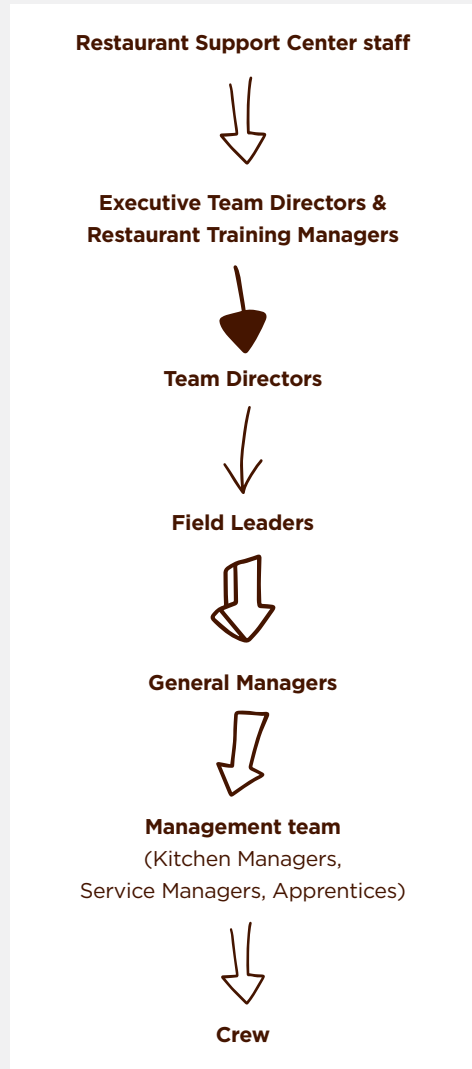 Restaurant Support Center staff
Executive Team Directors &
Restaurant Training Managers
Team Directors
Field Leaders
General Managers
Management team
(Kitchen Managers,
Service Managers, Apprentices)
Crew